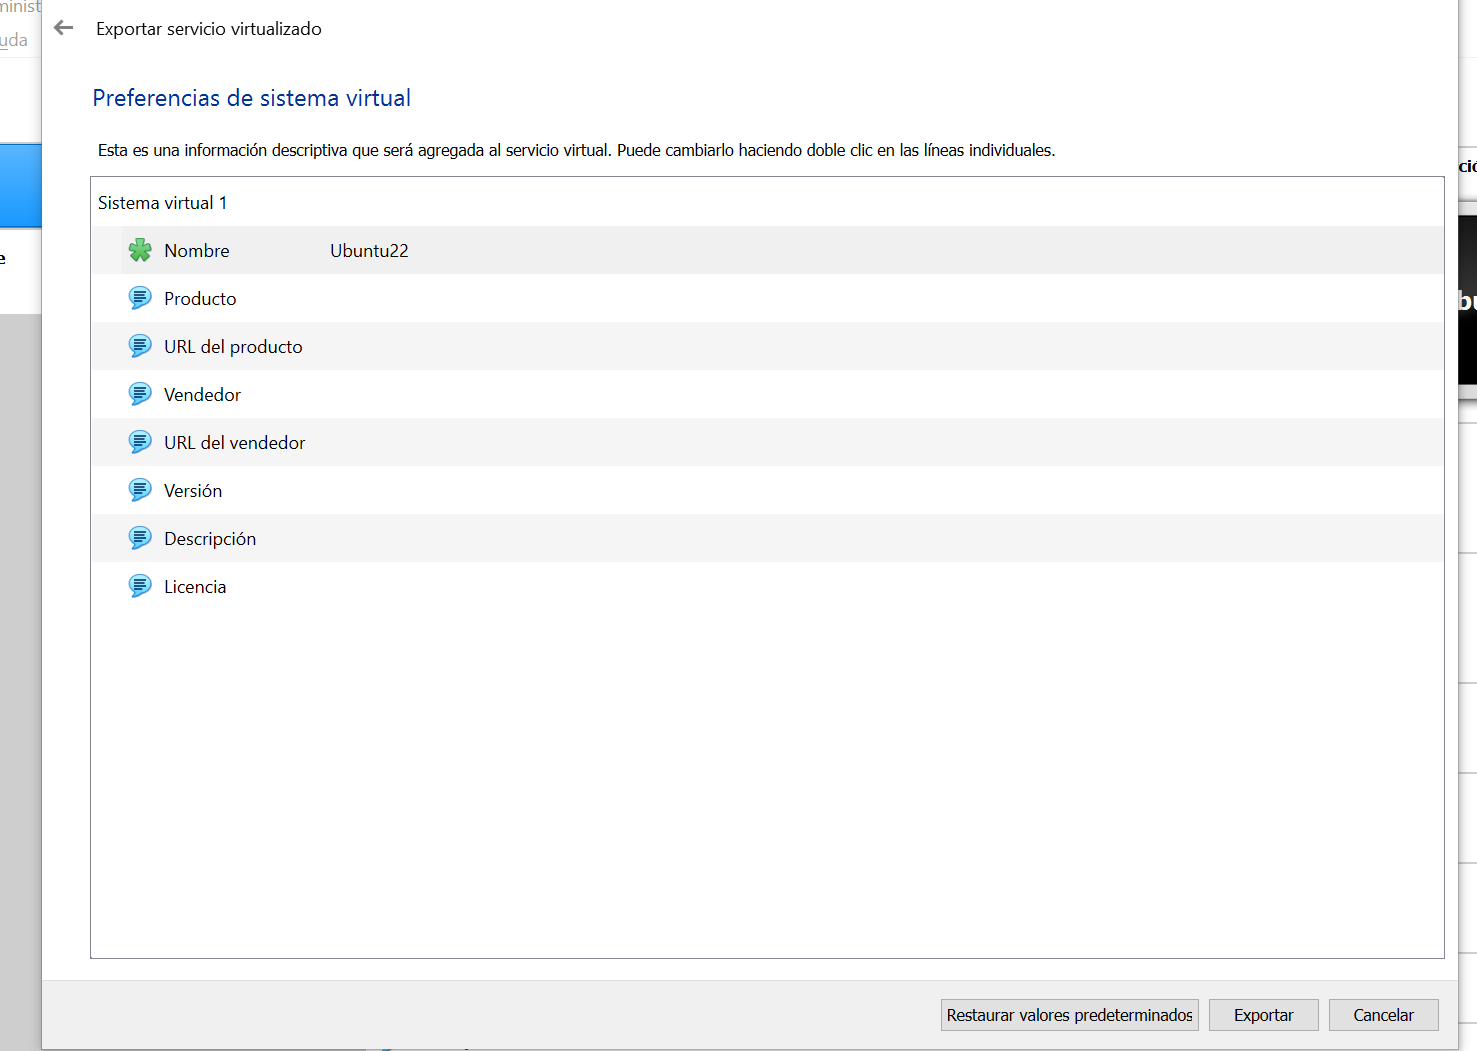 Exportar servicio virtualizado
uda
Preferencias de sistema virtual
Esta es una información descriptiva que será agregada al servicio virtual. Puede cambiarlo haciendo doble clic en las líneas individuales.
Sistema virtual 1
Nombre Ubuntu22
Producto
URL del producto
Vendedor
URL del vendedor
Versión
Descripción
Licencia
Restaurar valores predeterminados Exportar Cancelar